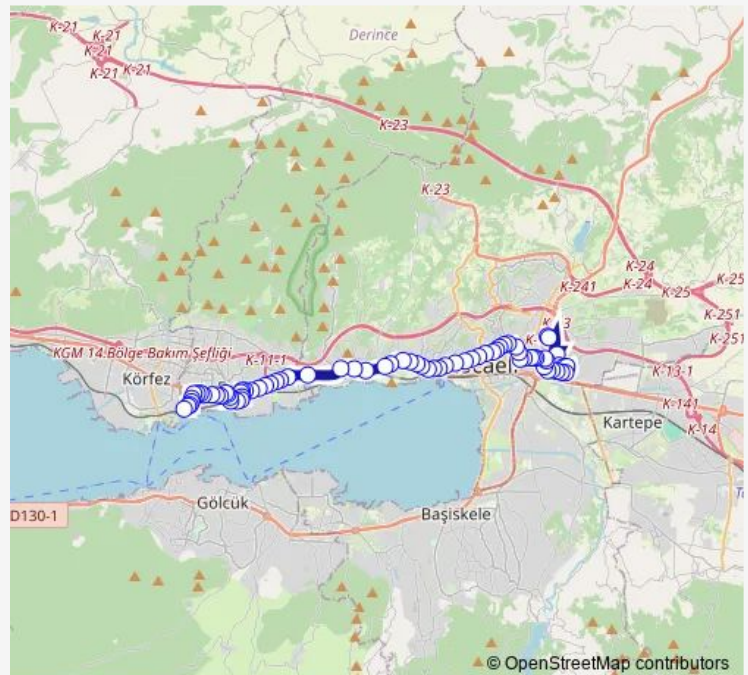 K-21
K-21
K-21
K-21
K-21
Derince
K-23
K-23
K-24
K-241
K-24
K-25
K-25
K-251
K-251
KGM 14.Bölge Bakım Şefliği
K-11-1
Körfez
K-13-1
K-141
K-14
Kartepe
Gölcük
Başiskele
D130-1
© OpenStreetMap contributors